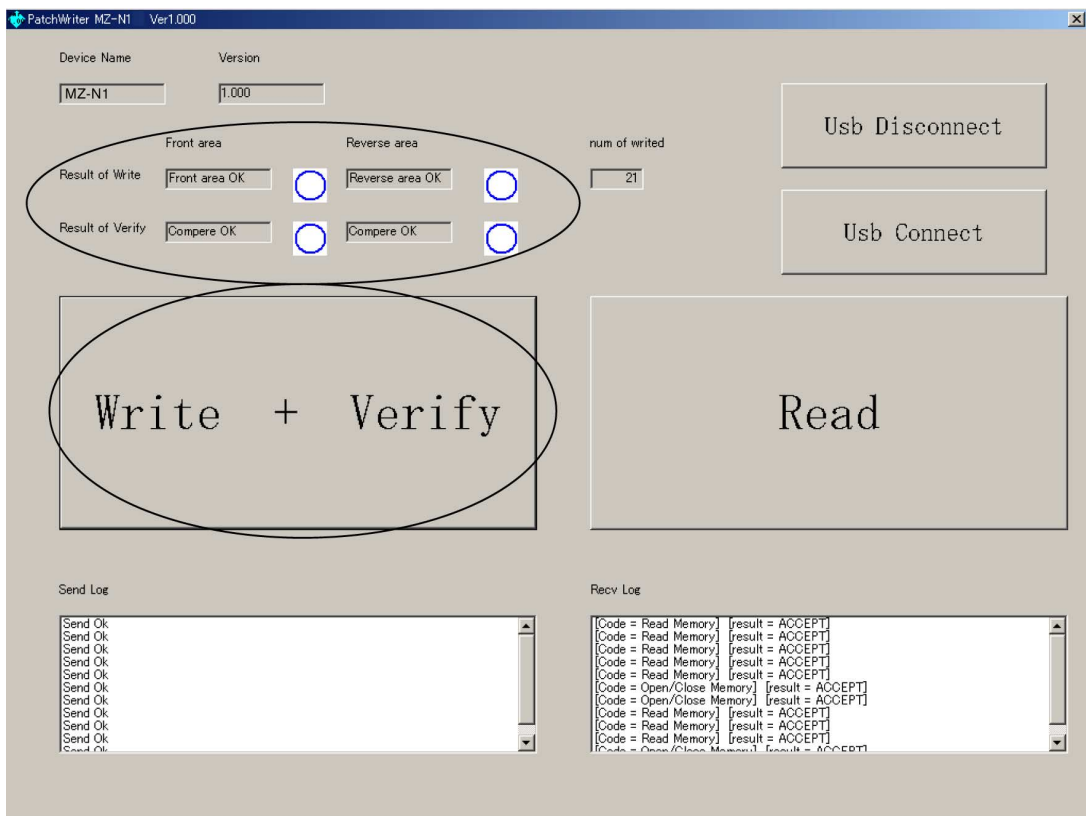 PatchWriter MZ-N1 Ver1.000
Device Name Version
MZ-N1 1.000
Usb Disconnect
Front area Reverse area num of writed
Result of Write Front area OK Reverse area OK 21
Result of Verify Compere OK Compere OK
Usb Connect
Write + Verify
Read
Send Log
Send Ok
Send Ok
Send Ok
Send Ok
Send Ok
Send Ok
Send Ok
Send Ok
Send Ok
Send Ok
Send Ok
Recv Log
[Code = Read Memory] [result = ACCEPT]
[Code = Read Memory] [result = ACCEPT]
[Code = Read Memory] [result = ACCEPT]
[Code = Read Memory] [result = ACCEPT]
[Code = Read Memory] [result = ACCEPT]
[Code = Open/Close Memory] [result = ACCEPT]
[Code = Open/Close Memory] [result = ACCEPT]
[Code = Read Memory] [result = ACCEPT]
[Code = Read Memory] [result = ACCEPT]
[Code = Read Memory] [result = ACCEPT]
[Code = Open/Close Memory] [result = ACCEPT]